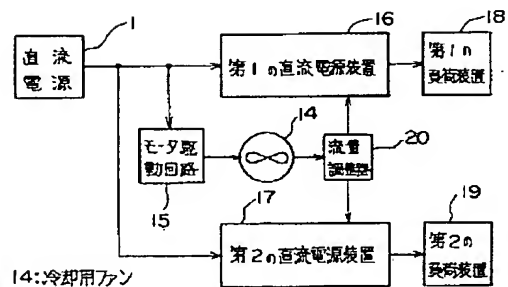 1
直流
電源
16
第1の直流電源装置
18
第1の
負荷装置
モータ駆
動回路
15
14
流量
調整器
20
17
第2の直流電源装置
19
第2の
負荷装置
14:冷却用ファン